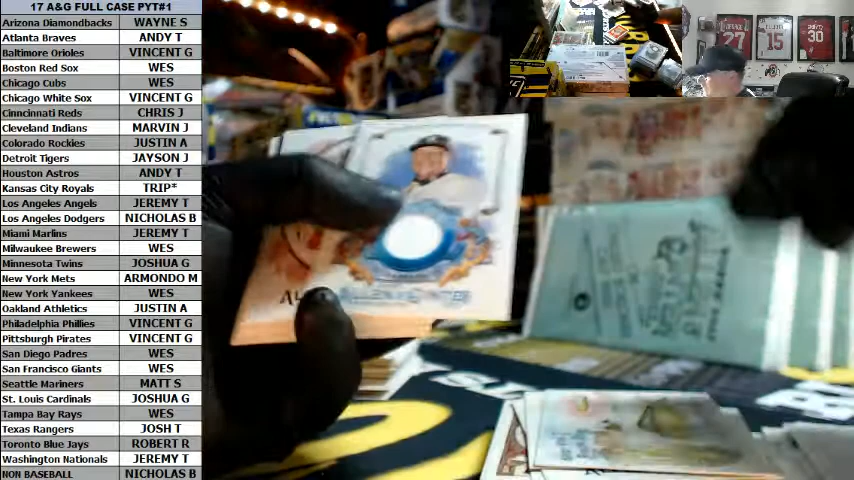 17 A&G FULL CASE PYT#1
Arizona Diamondbacks WAYNE S
Atlanta Braves ANDY T
Baltimore Orioles VINCENT G
Boston Red Sox WES
Chicago Cubs WES
Chicago White Sox VINCENT G
Cinncinati Reds CHRIS J
Cleveland Indians MARVIN J
Colorado Rockies JUSTIN A
Detroit Tigers JAYSON J
Houston Astros ANDY T
Kansas City Royals TRIP*
Los Angeles Angels JEREMY T
Los Angeles Dodgers NICHOLAS B
Miami Marlins JEREMY T
Milwaukee Brewers WES
Minnesota Twins JOSHUA G
New York Mets ARMONDO M
New York Yankees WES
Oakland Athletics JUSTIN A
Philadelphia Phillies VINCENT G
Pittsburgh Pirates VINCENT G
San Diego Padres WES
San Francisco Giants WES
Seattle Mariners MATT S
St. Louis Cardinals JOSHUA G
Tampa Bay Rays WES
Texas Rangers JOSH T
Toronto Blue Jays ROBERT R
Washington Nationals JEREMY T
NON BASEBALL NICHOLAS B
27
15
30